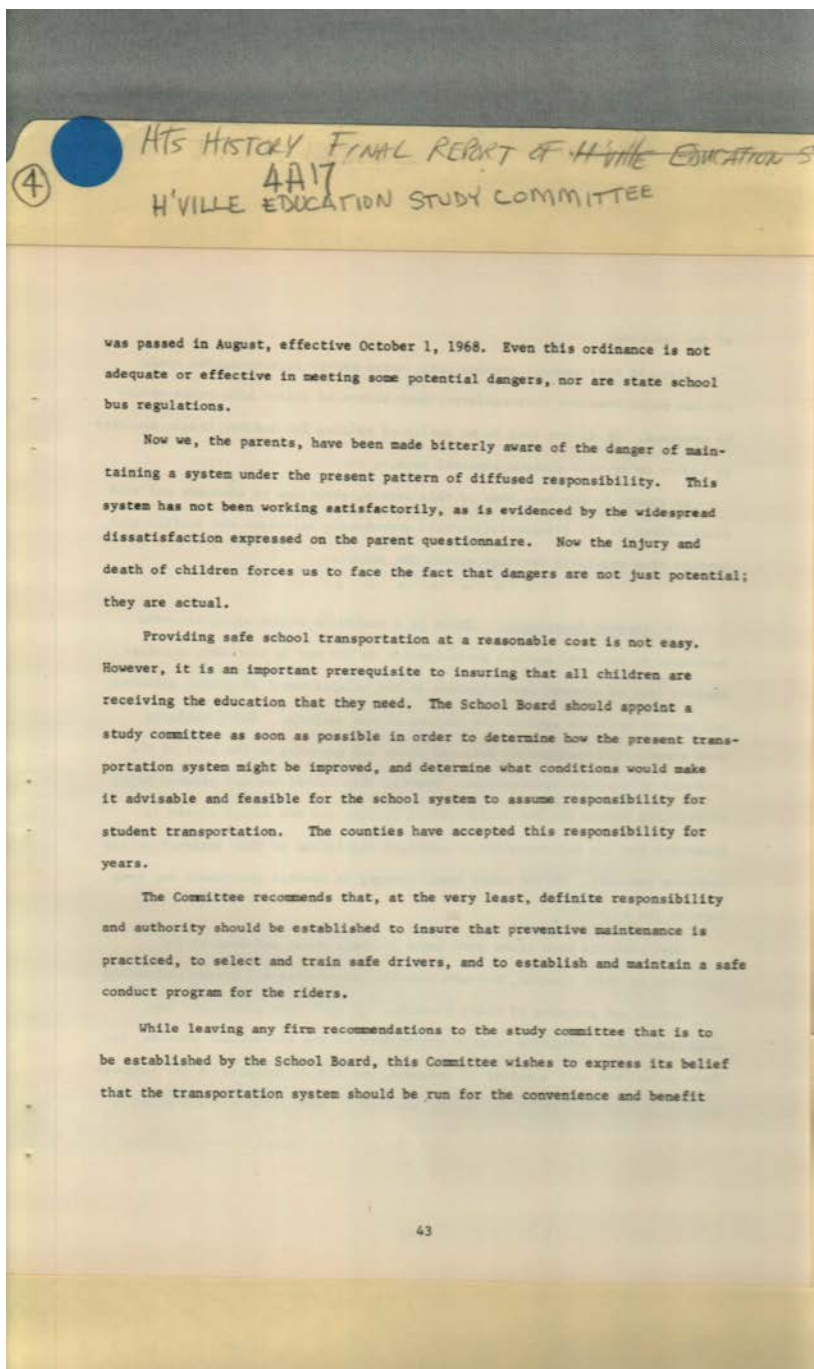 HTS HISTORY FINAL REPORT OF H'VILLE EDUCATION S
4
4A17
H'VILLE EDUCATION STUDY COMMITTEE
was passed in August, effective October 1, 1968. Even this ordinance is not
adequate or effective in meeting some potential dangers, nor are state school
bus regulations.
Now we, the parents, have been made bitterly aware of the danger of main-
taining a system under the present pattern of diffused responsibility. This
system has not been working satisfactorily, as is evidenced by the widespread
dissatisfaction expressed on the parent questionnaire. Now the injury and
death of children forces us to face the fact that dangers are not just potential;
they are actual.
Providing safe school transportation at a reasonable cost is not easy.
However, it is an important prerequisite to insuring that all children are
receiving the education that they need. The School Board should appoint a
study committee as soon as possible in order to determine how the present trans-
portation system might be improved, and determine what conditions would make
it advisable and feasible for the school system to assume responsibility for
student transportation. The counties have accepted this responsibility for
years.
The Committee recommends that, at the very least, definite responsibility
and authority should be established to insure that preventive maintenance is
practiced, to select and train safe drivers, and to establish and maintain a safe
conduct program for the riders.
While leaving any firm recommendations to the study committee that is to
be established by the School Board, this Committee wishes to express its belief
that the transportation system should be run for the convenience and benefit
43